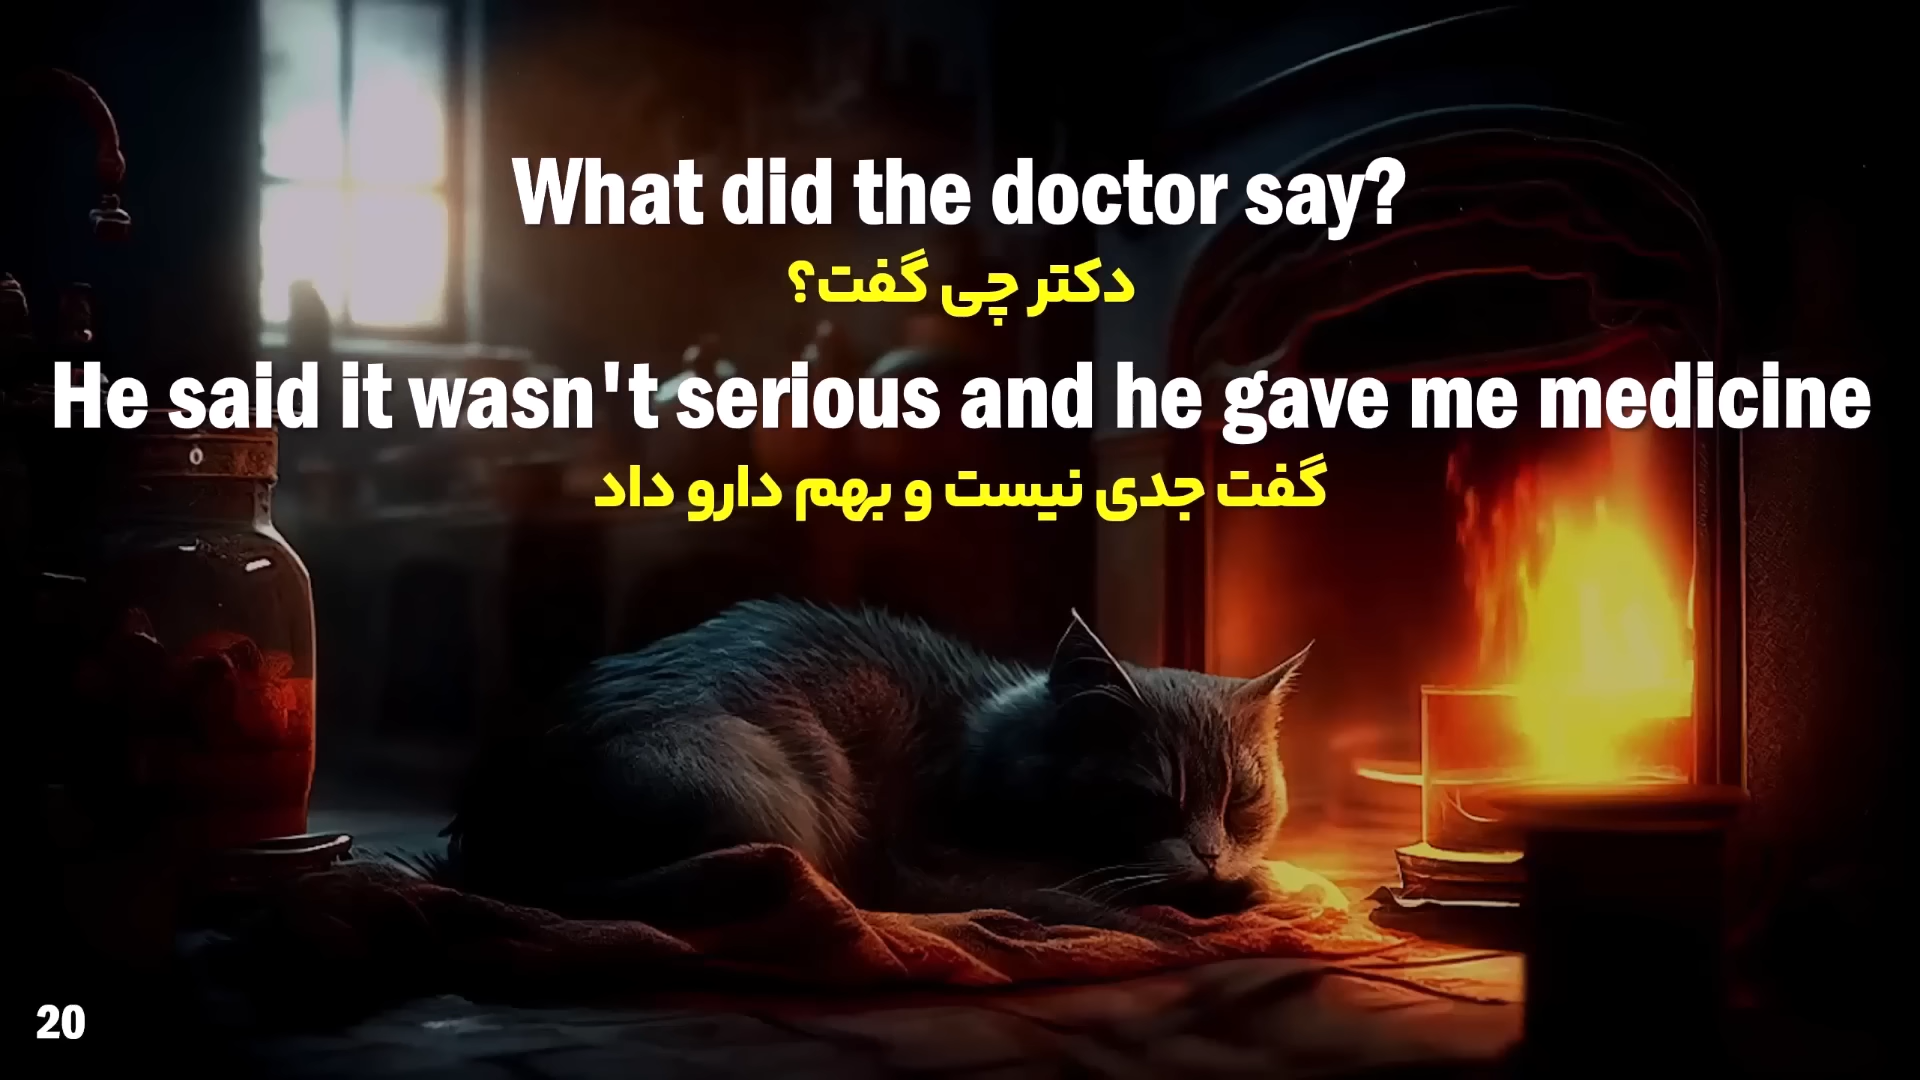 What did the doctor say?
دکتر چی گفت؟
He said it wasn't serious and he gave me medicine
گفت جدی نیست و بهم دارو داد
20